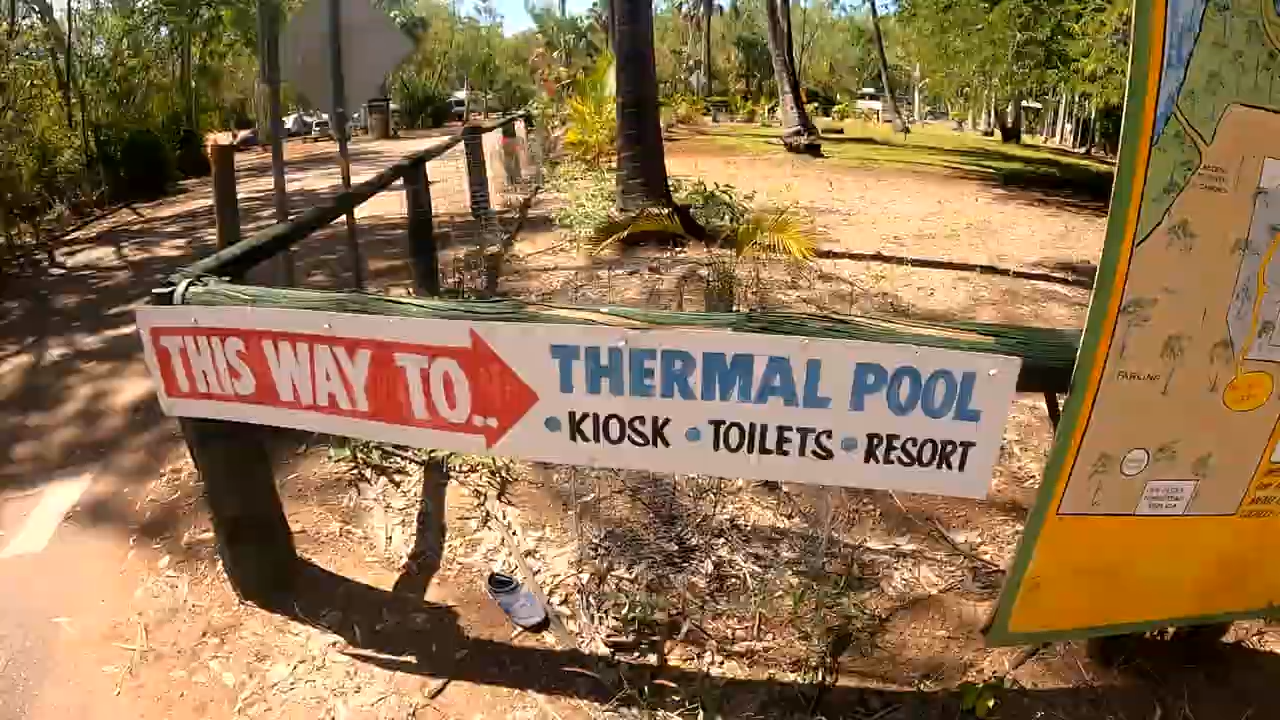 THIS WAY TO..
THERMAL POOL
• KIOSK • TOILETS • RESORT
PARKING